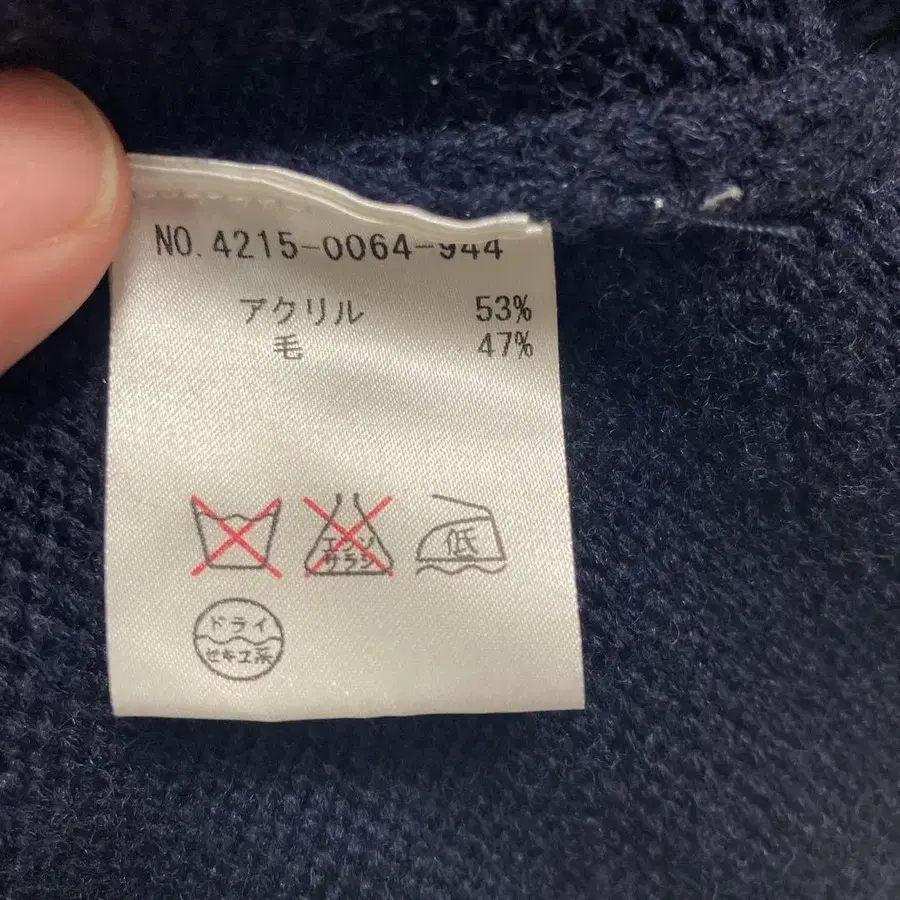 NO.4215-0064-944
アクリル 53%
毛 47%
エンソ
サラシ
低
ドライ
セキユ系